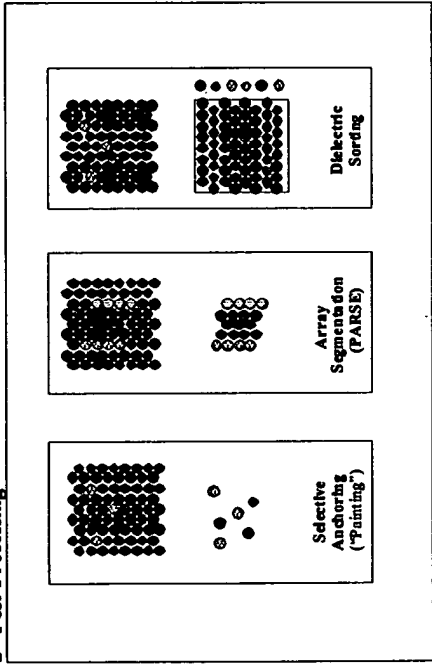 Selective
Anchoring
("Painting")
Array
Segmentation
(PARSE)
Dielectric
Sorting